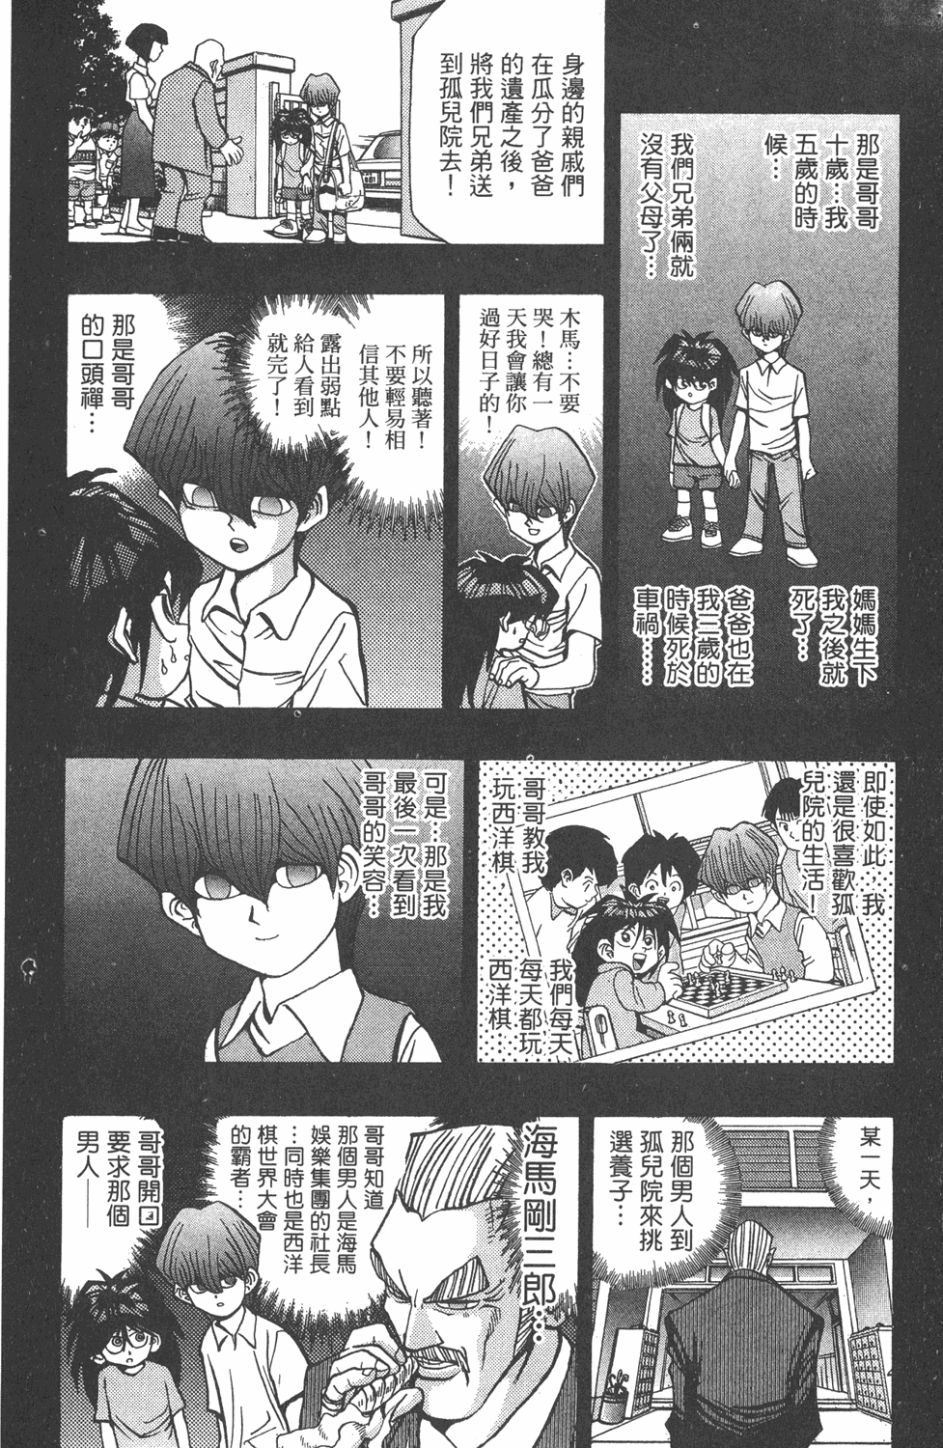 那是哥哥
十歲…我
五歲的時
候…
我們兄弟倆就
沒有父母了…
媽媽生下
我之後就
死了…
爸爸也在
我三歲的
時候死於
車禍……
身邊的親戚們
在瓜分了爸爸
的遺產之後，
將我們兄弟送
到孤兒院去！
木馬…不要
哭！總有一
天我會讓你
過好日子的！
所以聽著！
不要輕易相
信其他人！
露出弱點
給人看到
就完了！
那是哥哥
的口頭禪…
即使如此，我
還是很喜歡孤
兒院的生活！
哥哥教我
玩西洋棋…
我們每天
每天都玩
西洋棋…
可是…那是我
最後一次看到
哥哥的笑容…
某一天，
那個男人到
孤兒院來挑
選養子…
海馬剛三郎…
哥哥知道
那個男人是海馬
娛樂集團的社長
…同時也是西洋
棋世界大會
的霸者…
哥哥開口
要求那個
男人——